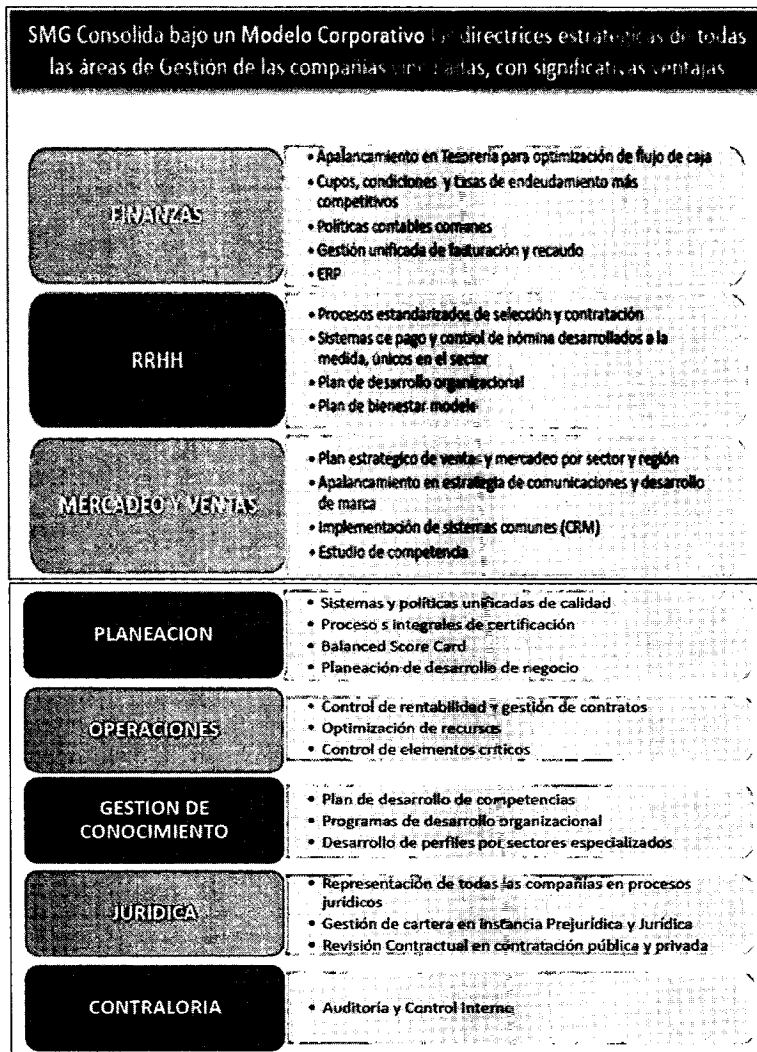 SMG Consolida bajo un Modelo Corporativo las directrices estratégicas de todas
las áreas de Gestión de las compañías vinculadas, con significativas ventajas
FINANZAS
• Apalancamiento en Tesorería para optimización de flujo de caja
• Cupos, condiciones y tasas de endeudamiento más
competitivos
• Políticas contables comunes
• Gestión unificada de facturación y recaudo
• ERP
RRHH
• Procesos estandarizados de selección y contratación
• Sistemas de pago y control de nómina desarrollados a la
medida, únicos en el sector
• Plan de desarrollo organizacional
• Plan de bienestar modelo
MERCADEO Y VENTAS
• Plan estrategico de ventas y mercadeo por sector y región
• Apalancamiento en estrategia de comunicaciones y desarrollo
de marca
• Implementación de sistemas comunes (CRM)
• Estudio de competencia
PLANEACION
• Sistemas y políticas unificadas de calidad
• Proceso s integrales de certificación
• Balanced Score Card
• Planeación de desarrollo de negocio
OPERACIONES
• Control de rentabilidad y gestión de contratos
• Optimización de recursos
• Control de elementos críticos
GESTION DE
CONOCIMIENTO
• Plan de desarrollo de competencias
• Programas de desarrollo organizacional
• Desarrollo de perfiles por sectores especializados
JURIDICA
• Representación de todas las compañías en procesos
jurídicos
• Gestión de cartera en Instancia Prejurídica y Jurídica
• Revisión Contractual en contratación pública y privada
CONTRALORIA
• Auditoría y Control Interno